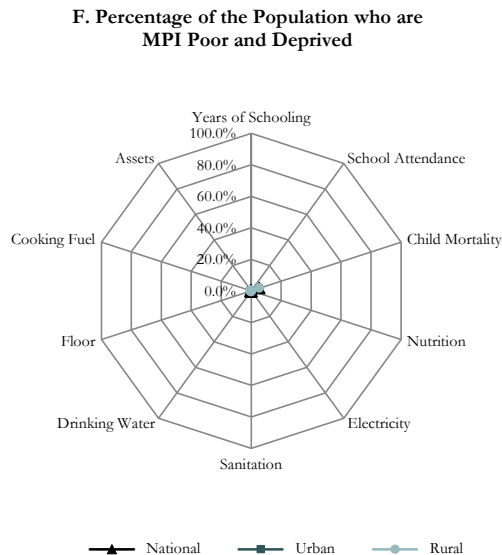 F. Percentage of the Population who are
MPI Poor and Deprived
Years of Schooling
100.0%
Assets
School Attendance
80.0%
60.0%
Cooking Fuel
Child Mortality
40.0%
20.0%
0.0%
Floor
Nutrition
Drinking Water
Electricity
Sanitation
National
Urban
Rural